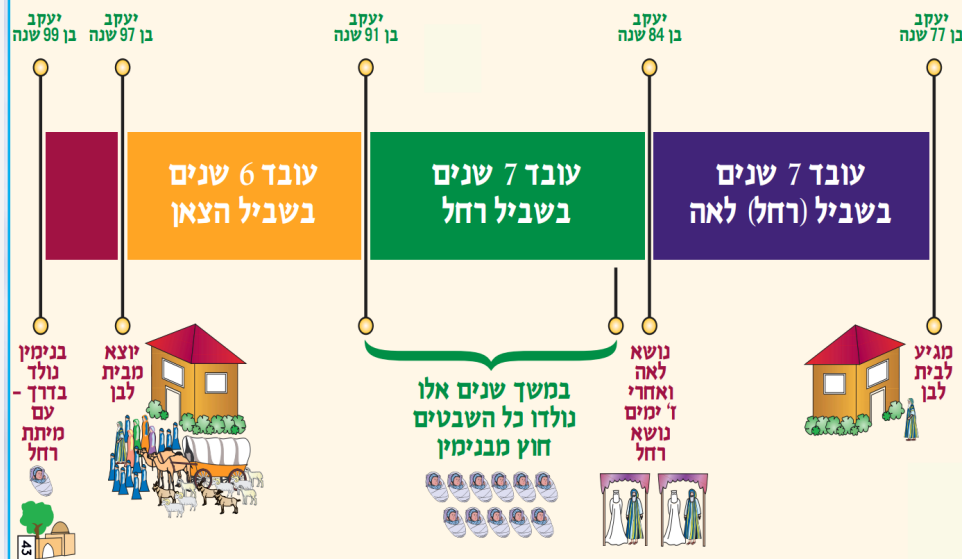 יעקב
בן 77 שנה
יעקב
בן 84 שנה
יעקב
בן 91 שנה
יעקב
בן 97 שנה
יעקב
בן 99 שנה
עובד 7 שנים
בשביל (רחל) לאה
עובד 7 שנים
בשביל רחל
עובד 6 שנים
בשביל הצאן
מגיע
לבית
לבן
נושא
לאה
ואחרי
ז' ימים
נושא
רחל
במשך שנים אלו
נולדו כל השבטים
חוץ מבנימין
יוצא
מבית
לבן
בנימין
נולד
בדרך -
עם
מיתת
רחל
43